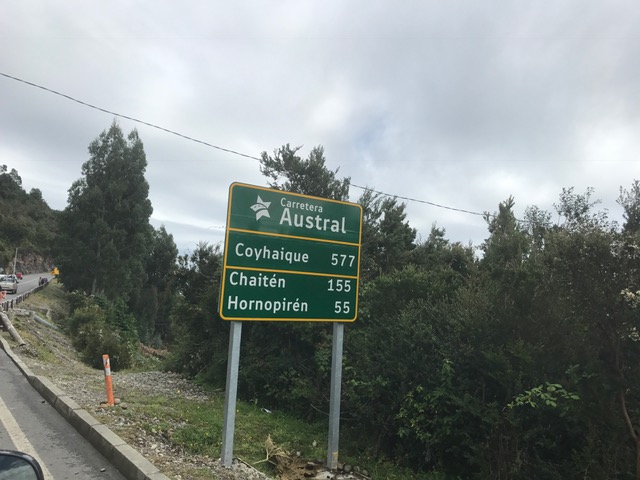 Carretera
Austral
Coyhaique 577
Chaitén 155
Hornopirén 55